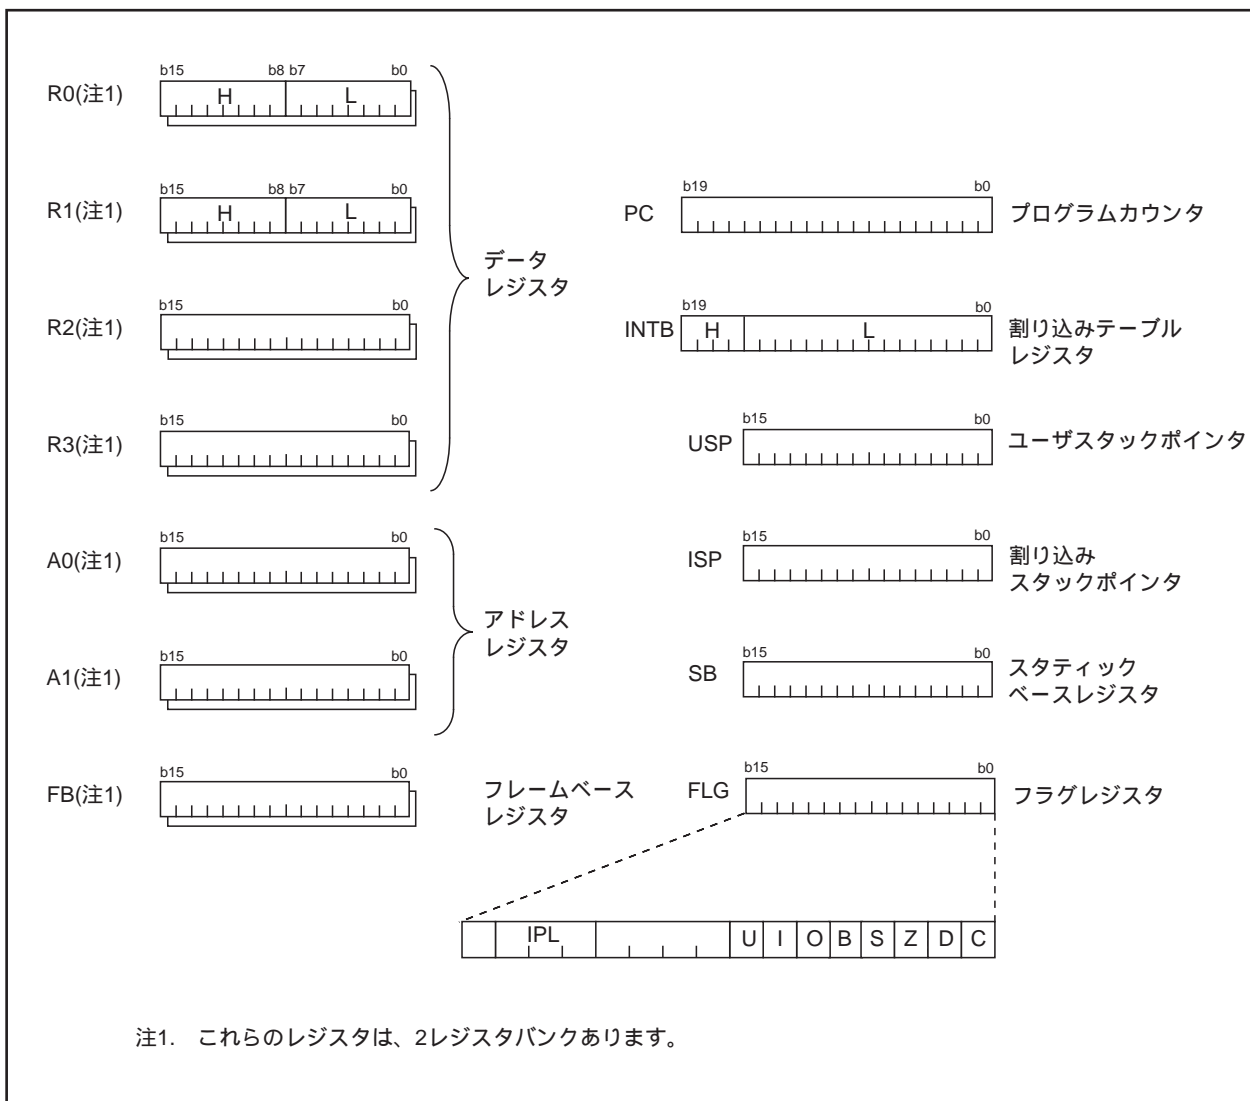 b15 b8 b7 b0
R0(注1) H L
b15 b8 b7 b0
R1(注1) H L
データ
レジスタ
b15 b0
R2(注1)
b15 b0
R3(注1)
b15 b0
A0(注1)
アドレス
レジスタ
b15 b0
A1(注1)
b15 b0
FB(注1)
フレームベース
レジスタ
b19 b0
PC プログラムカウンタ
b19 b0
INTB H L 割り込みテーブル
レジスタ
b15 b0
USP ユーザスタックポインタ
b15 b0
ISP 割り込み
スタックポインタ
b15 b0
SB スタティック
ベースレジスタ
b15 b0
FLG フラグレジスタ
IPL U I O B S Z D C
注1. これらのレジスタは、2レジスタバンクあります。